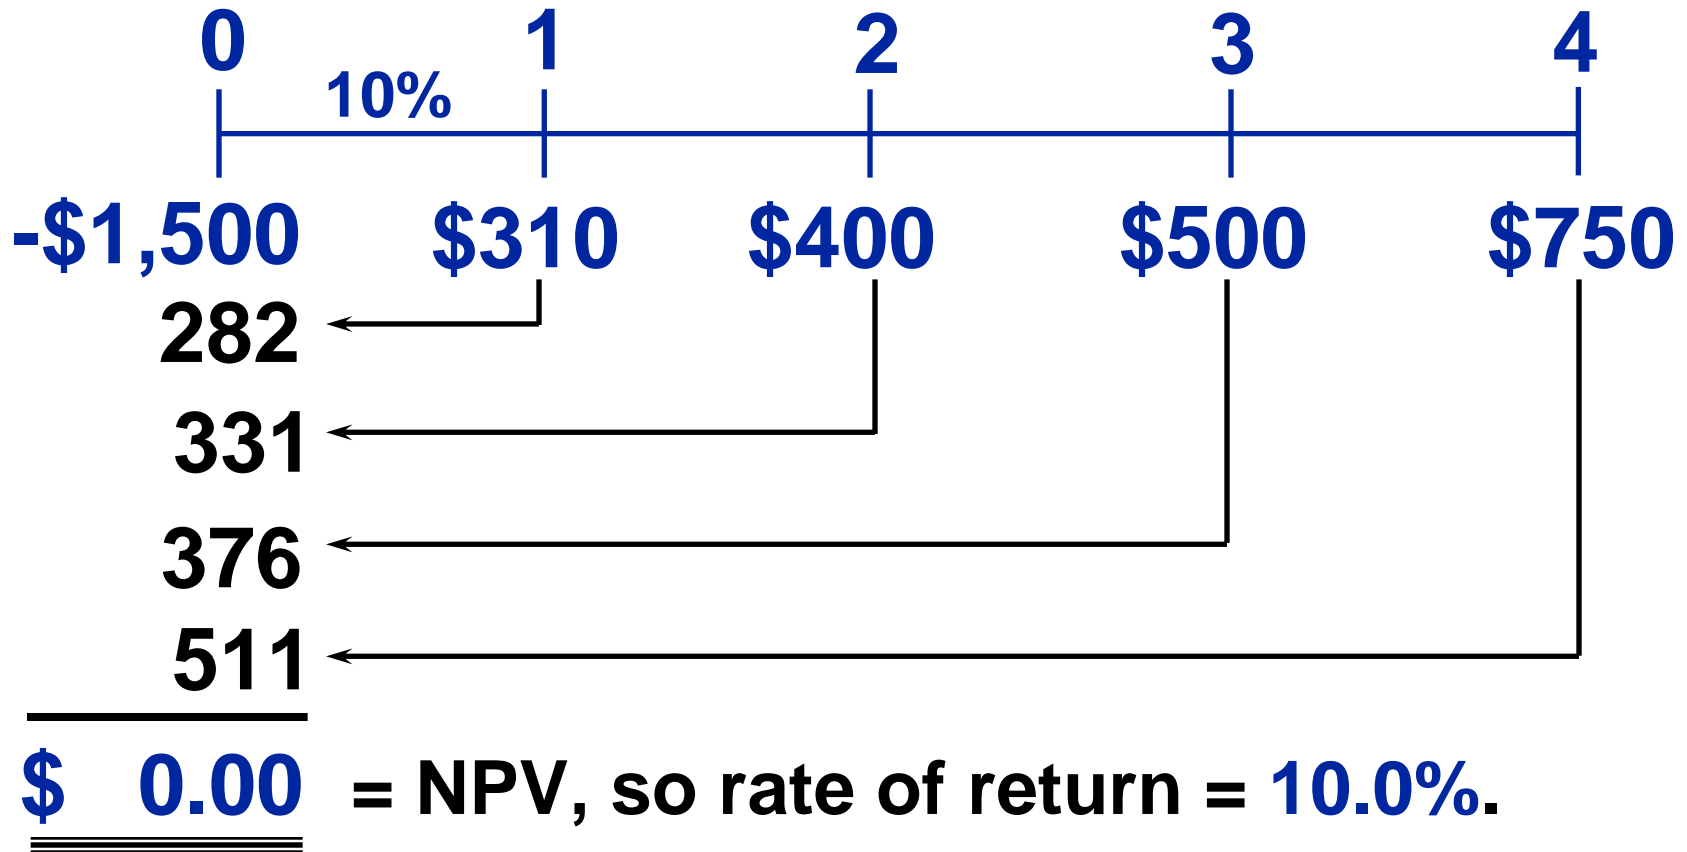 0 1 2 3 4
10%
-$1,500 $310 $400 $500 $750
282
331
376
511
$ 0.00 = NPV, so rate of return = 10.0%.